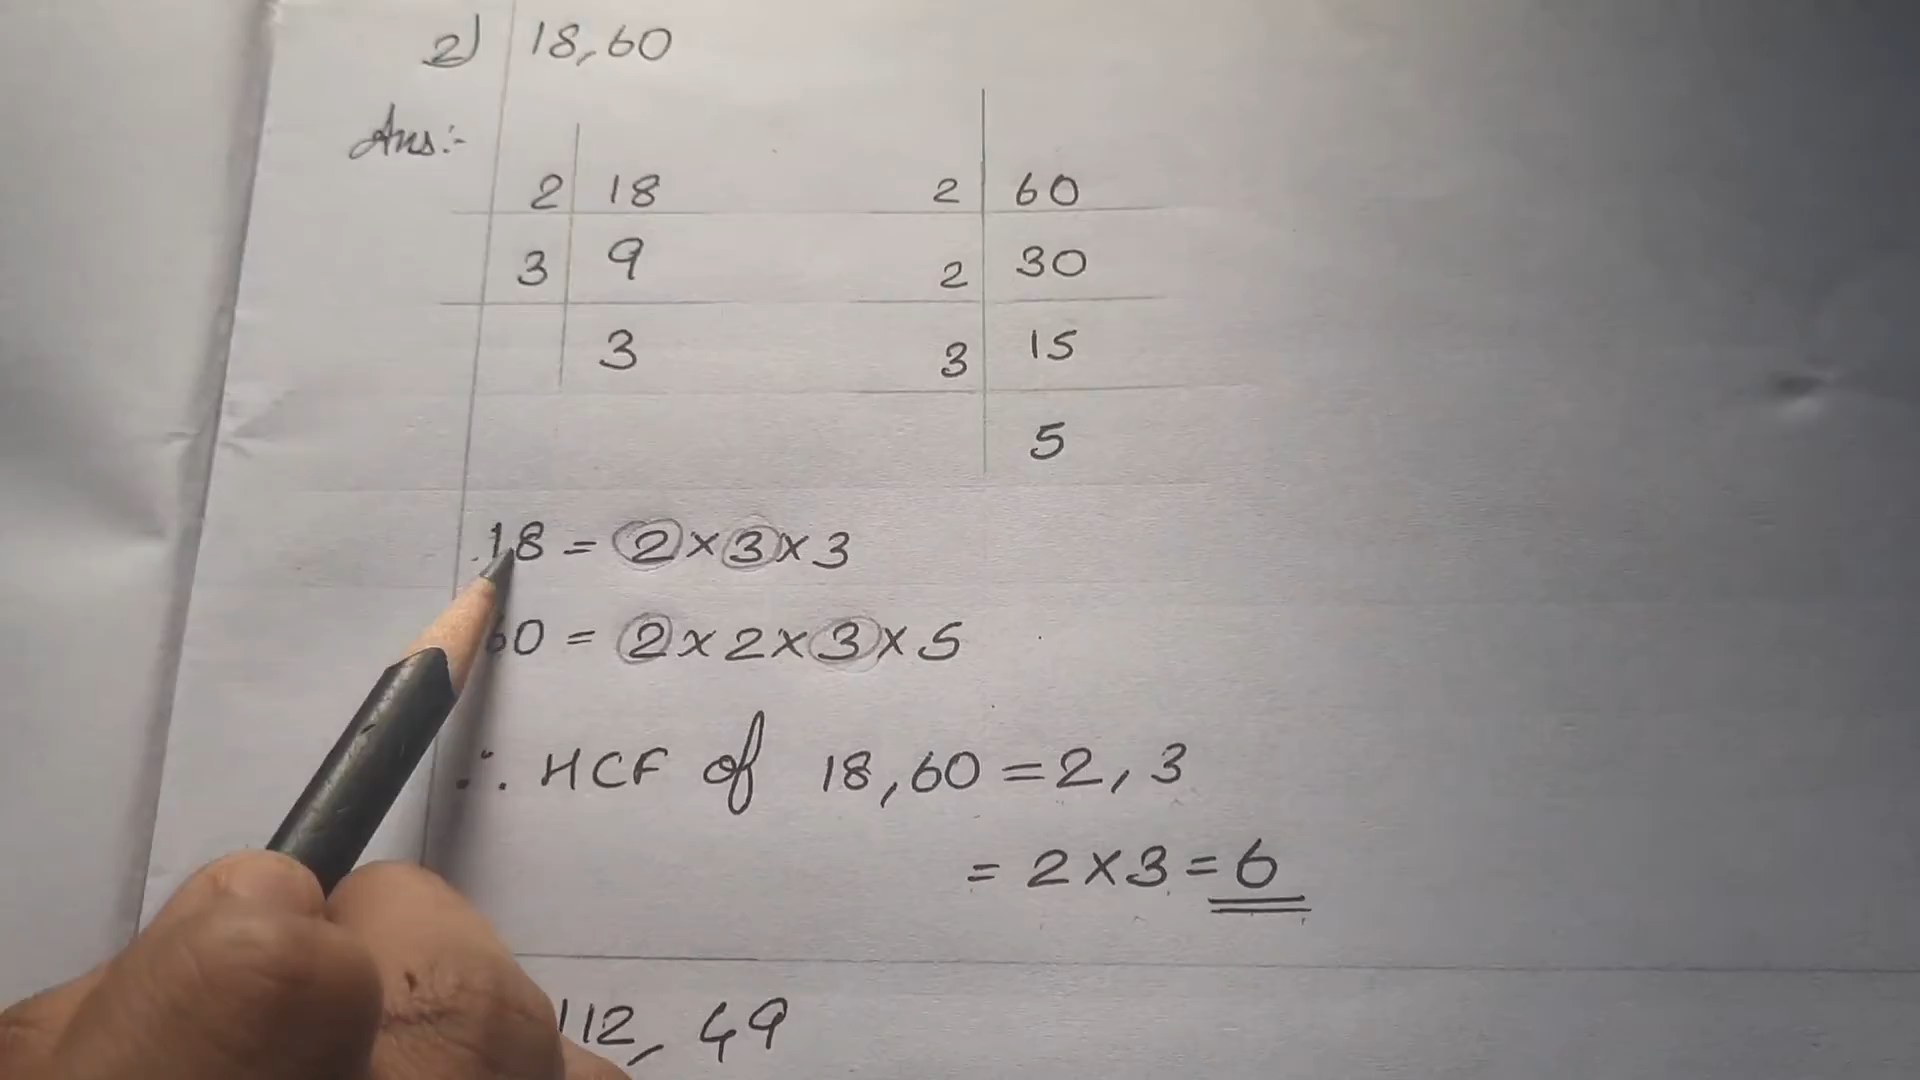 2) 18,60
Ans:-
2 18 2 60
3 9 2 30
3 3 15
5
18 = 2 × 3 × 3
60 = 2 × 2 × 3 × 5
∴ HCF of 18,60 = 2, 3
= 2 × 3 = 6
112, 49